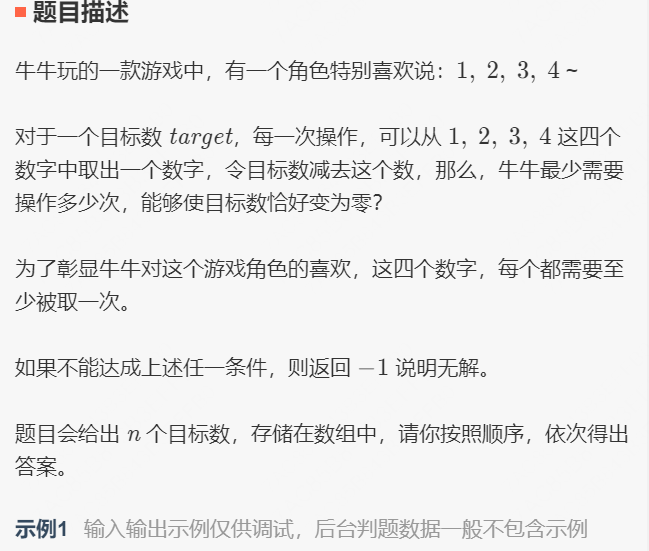 题目描述
牛牛玩的一款游戏中，有一个角色特别喜欢说：1, 2, 3, 4 ~
对于一个目标数 target，每一次操作，可以从 1, 2, 3, 4 这四个
数字中取出一个数字，令目标数减去这个数，那么，牛牛最少需要
操作多少次，能够使目标数恰好变为零？
为了彰显牛牛对这个游戏角色的喜欢，这四个数字，每个都需要至
少被取一次。
如果不能达成上述任一条件，则返回 −1 说明无解。
题目会给出 n 个目标数，存储在数组中，请你按照顺序，依次得出
答案。
示例1 输入输出示例仅供调试，后台判题数据一般不包含示例